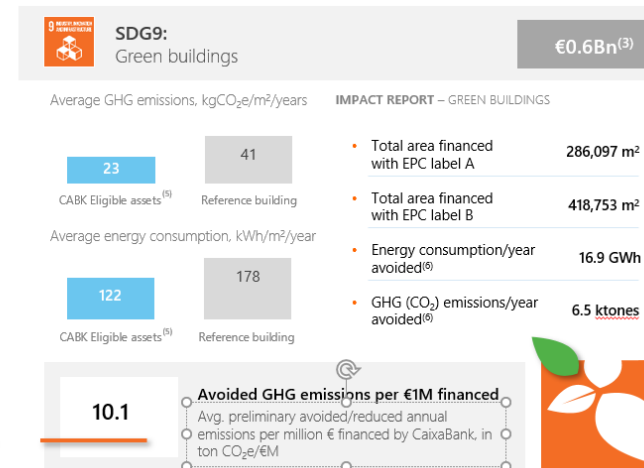 9 INDUSTRY, INNOVATION
AND INFRASTRUCTURE
SDG9:
Green buildings
€0.6Bn(3)
Average GHG emissions, kgCO₂e/m²/years
23
41
CABK Eligible assets(5)
Reference building
Average energy consumption, kWh/m²/year
122
178
CABK Eligible assets(5)
Reference building
IMPACT REPORT – GREEN BUILDINGS
• Total area financed
with EPC label A
286,097 m²
• Total area financed
with EPC label B
418,753 m²
• Energy consumption/year
avoided(6)
16.9 GWh
• GHG (CO₂) emissions/year
avoided(6)
6.5 ktones
10.1
Avoided GHG emissions per €1M financed
Avg. preliminary avoided/reduced annual
emissions per million € financed by CaixaBank, in
ton CO₂e/€M